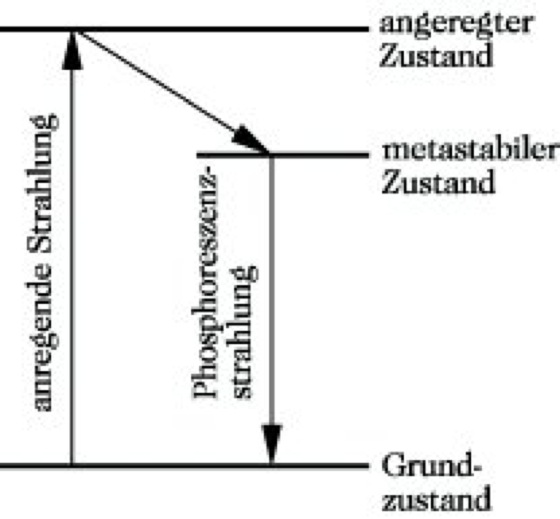 angeregter
Zustand
metastabiler
Zustand
anregende Strahlung
Phosphoreszenz-
strahlung
Grund-
zustand